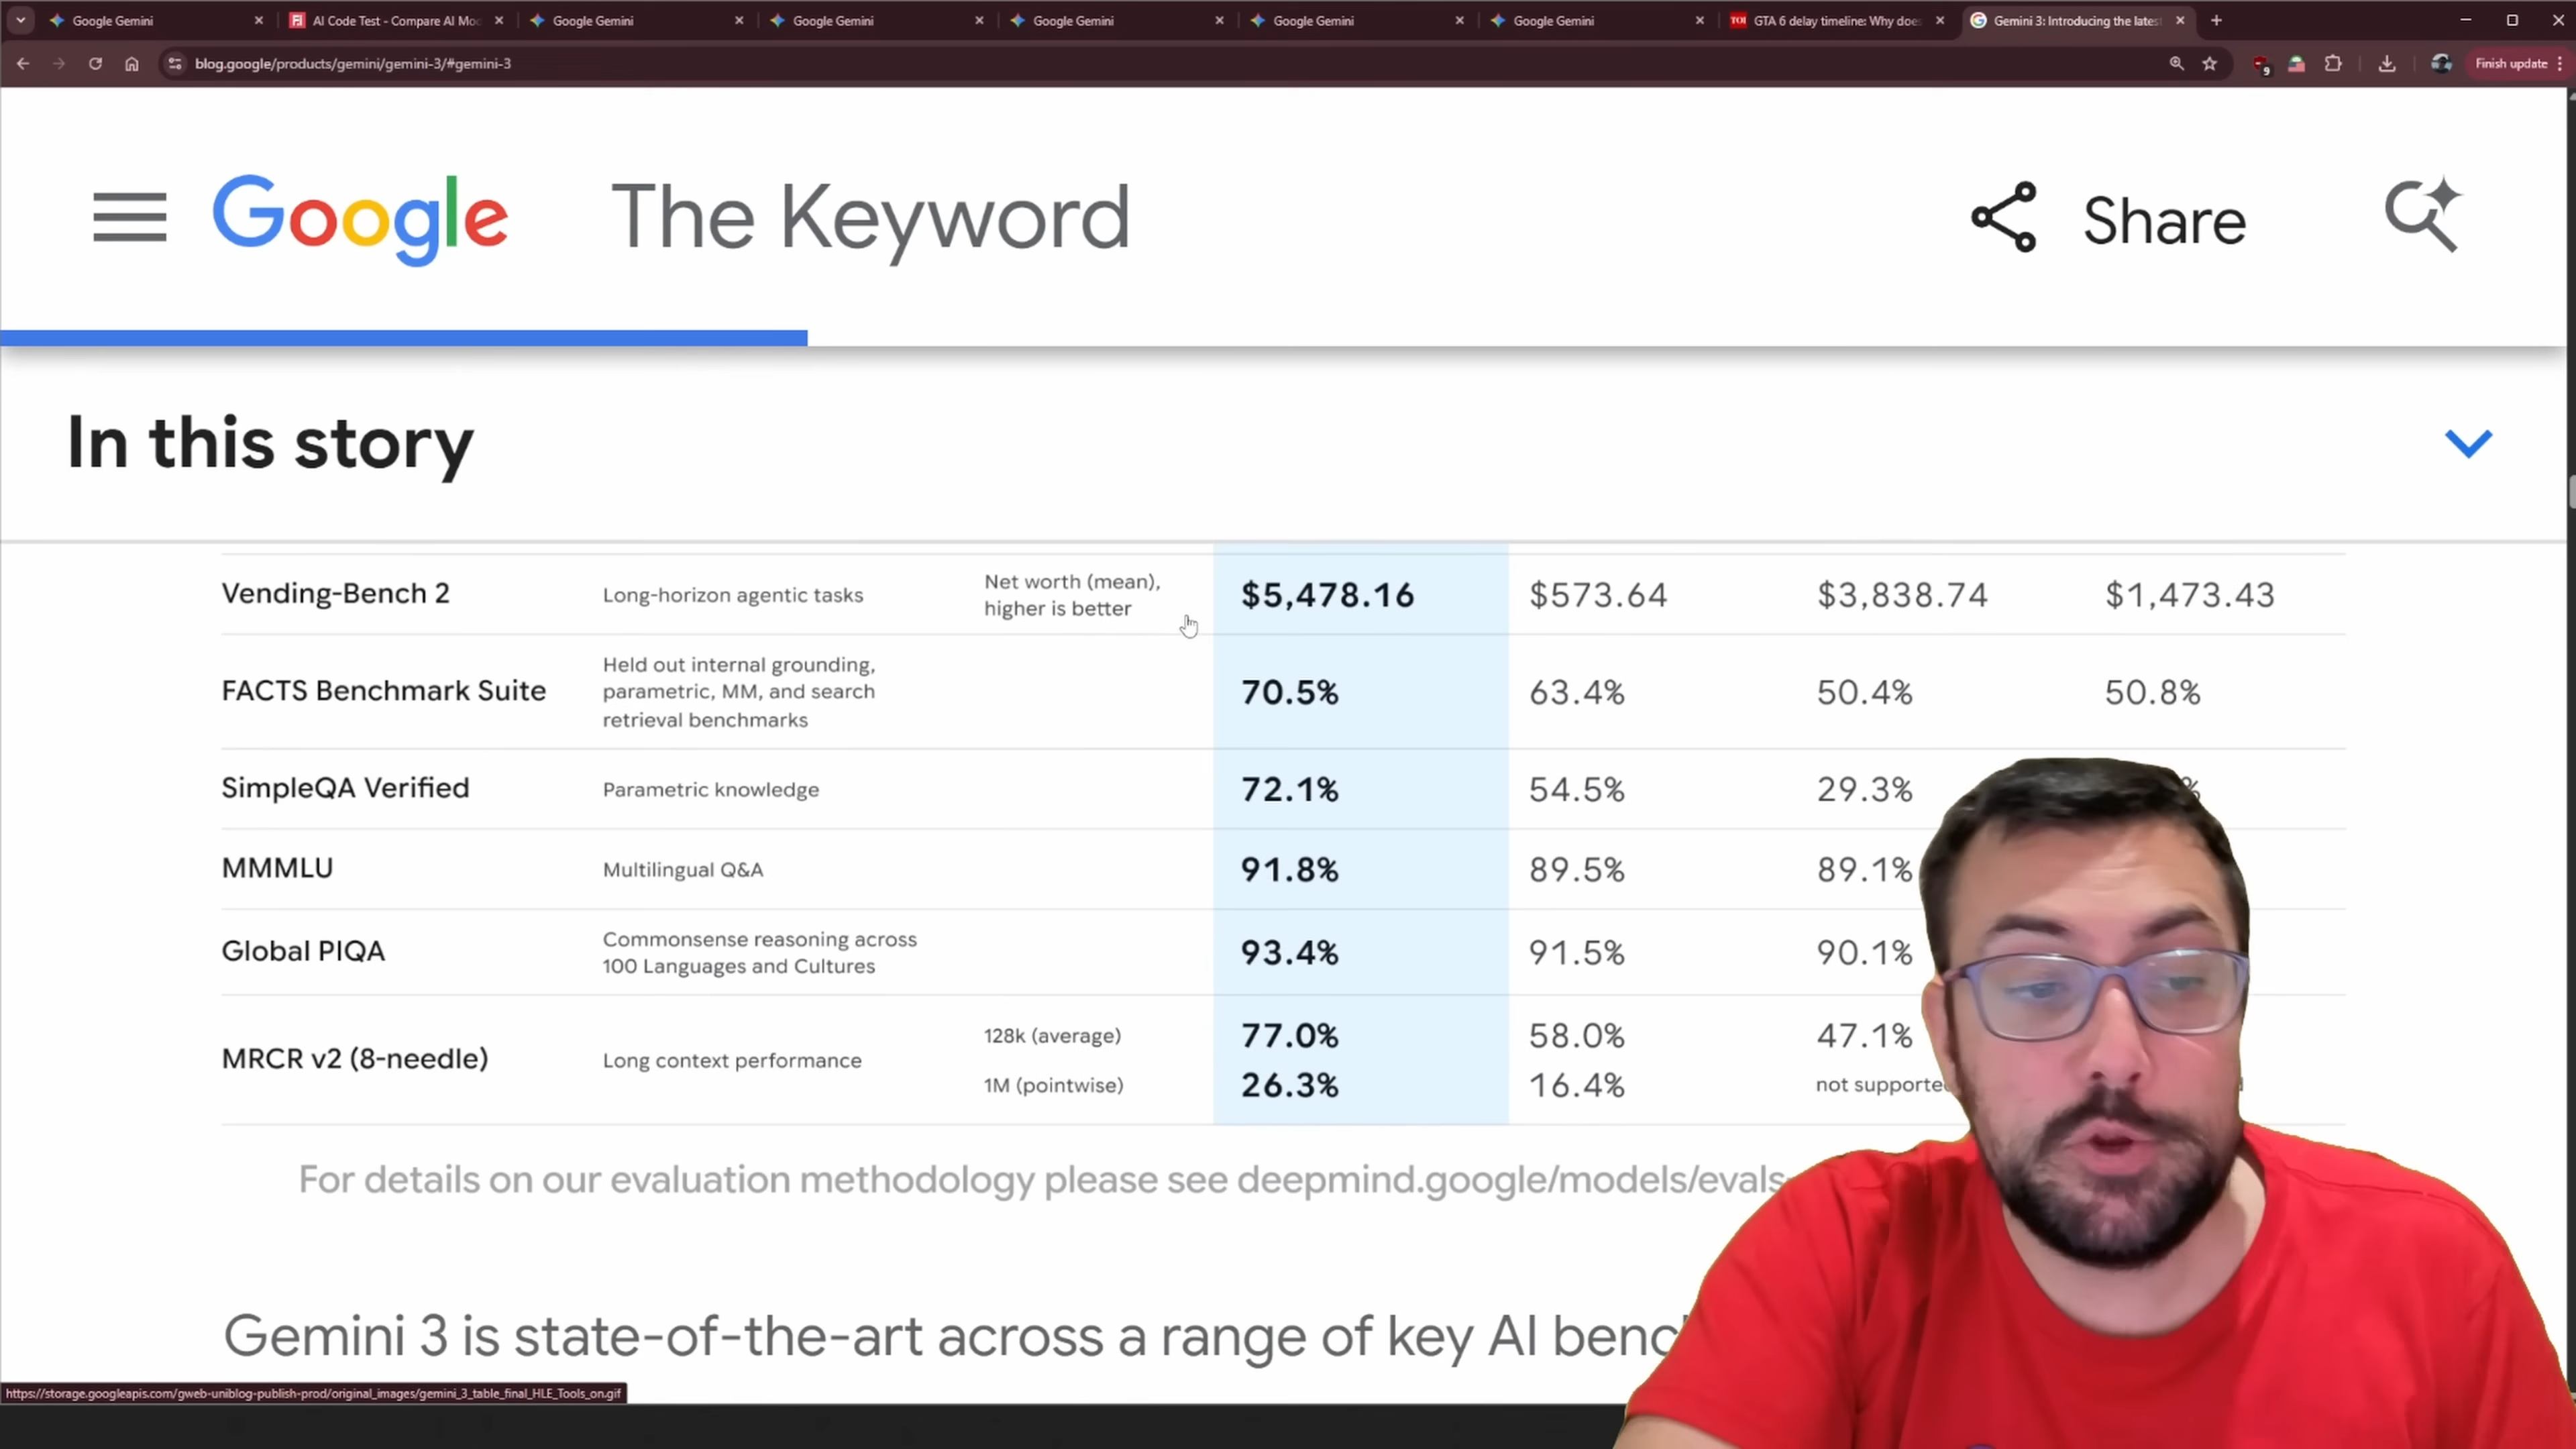 Google Gemini
AI Code Test - Compare AI Mo
Google Gemini
Google Gemini
Google Gemini
Google Gemini
Google Gemini
TOI GTA 6 delay timeline: Why does
Gemini 3: Introducing the latest
blog.google/products/gemini/gemini-3/#gemini-3
9
Finish update
Google The Keyword
Share
In this story
Vending-Bench 2 Long-horizon agentic tasks Net worth (mean), higher is better $5,478.16 $573.64 $3,838.74 $1,473.43
FACTS Benchmark Suite Held out internal grounding, parametric, MM, and search retrieval benchmarks 70.5% 63.4% 50.4% 50.8%
SimpleQA Verified Parametric knowledge 72.1% 54.5% 29.3% %
MMMLU Multilingual Q&A 91.8% 89.5% 89.1%
Global PIQA Commonsense reasoning across 100 Languages and Cultures 93.4% 91.5% 90.1%
MRCR v2 (8-needle) Long context performance 128k (average) 77.0% 58.0% 47.1%
1M (pointwise) 26.3% 16.4% not supporte
For details on our evaluation methodology please see deepmind.google/models/evals-
Gemini 3 is state-of-the-art across a range of key AI benc
https://storage.googleapis.com/gweb-uniblog-publish-prod/original_images/gemini_3_table_final_HLE_Tools_on.gif